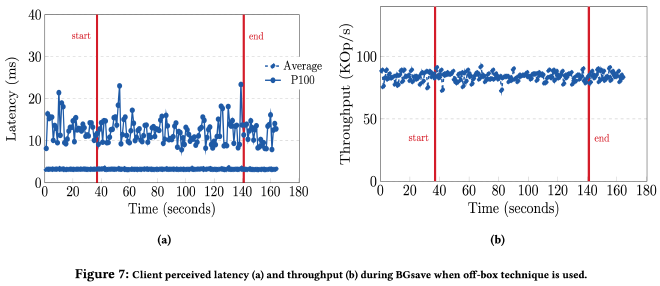 40
30
20
10
0
Latency (ms)
start
end
Average
P100
0 20 40 60 80 100 120 140 160 180
Time (seconds)
(a)
100
50
0
Throughput (KOp/s)
start
end
0 20 40 60 80 100 120 140 160 180
Time (seconds)
(b)
Figure 7: Client perceived latency (a) and throughput (b) during BGsave when off-box technique is used.